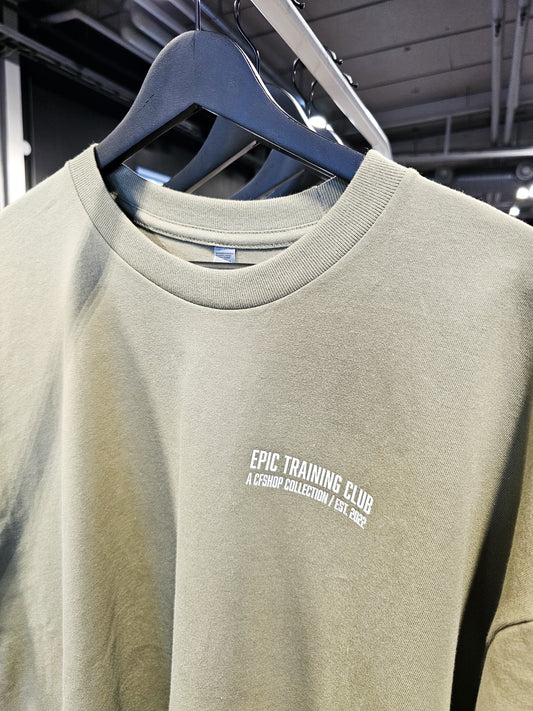 EPIC TRAINING CLUB
A CFSHOP COLLECTION / EST. 2022